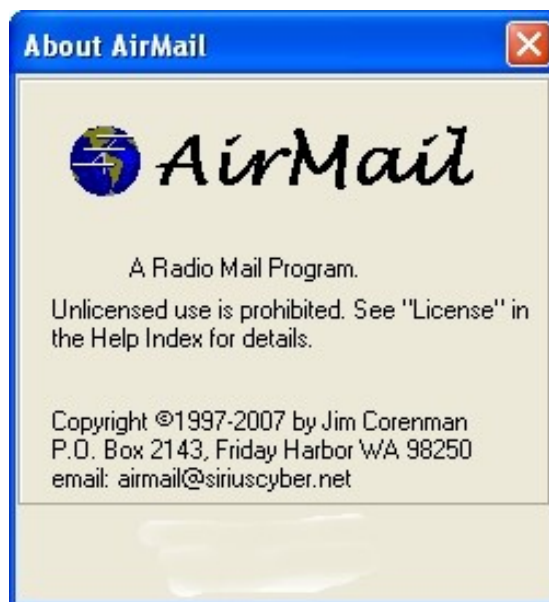 About AirMail
AirMail
A Radio Mail Program.
Unlicensed use is prohibited. See "License" in
the Help Index for details.
Copyright ©1997-2007 by Jim Corenman
P.O. Box 2143, Friday Harbor WA 98250
email: airmail@siriuscyber.net